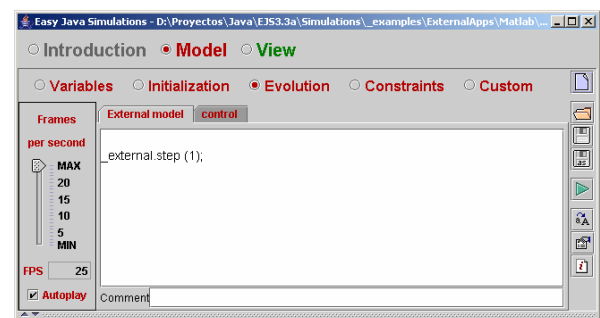 Easy Java Simulations - D:\Proyectos\Java\EJS3.3a\Simulations\_examples\ExternalApps\Matlab\...
Introduction Model View
Variables Initialization Evolution Constraints Custom
Frames
per second
MAX
20
15
10
5
MIN
FPS 25
Autoplay
External model control
_external.step (1);
Comment
as